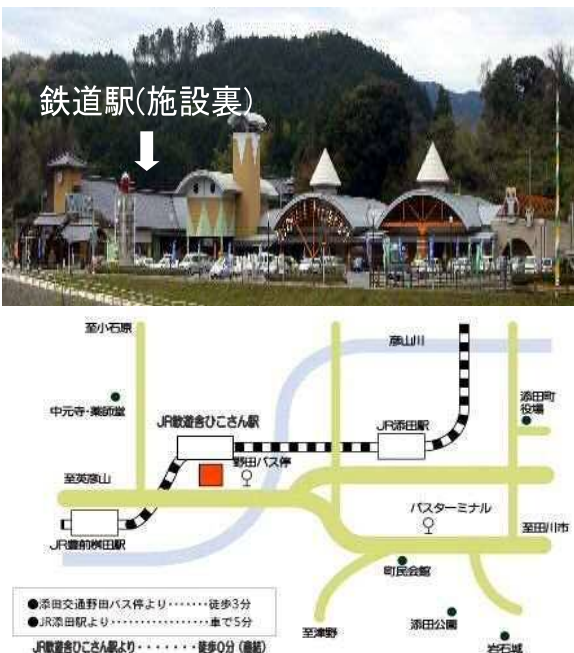 鉄道駅(施設裏)
至小石原
彦山川
中元寺・薬師堂
添田町
役場
JR歓遊舎ひこさん駅
JR添田駅
野田バス停
至英彦山
バスターミナル
至田川市
JR豊前桝田駅
町民会館
●添田交通野田バス停より・・・・・・・徒歩3分
●JR添田駅より・・・・・・・・・・・・・・・車で5分
JR歓遊舎ひこさん駅より・・・・・・・徒歩0分(直結)
至津野
添田公園
岩石城